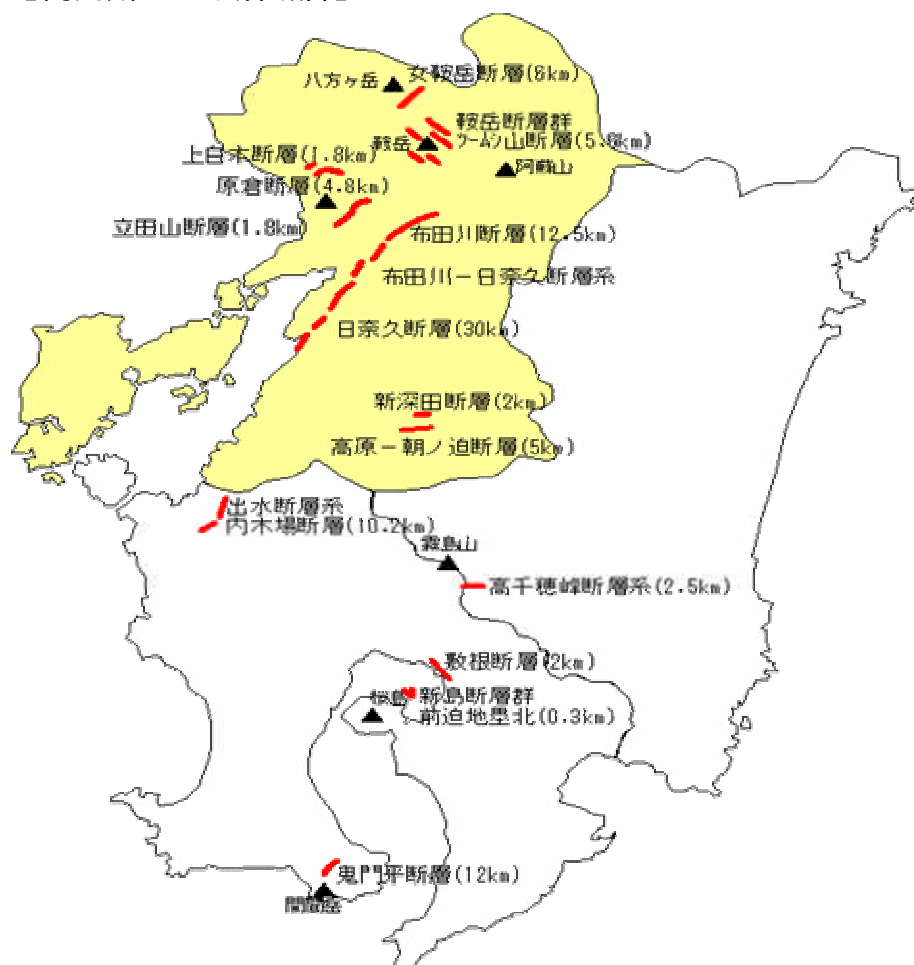 八方ヶ岳
女鞍岳断層(6km)
鞍岳断層群
鞍岳
ツームシ山断層(5.6km)
上白木断層(1.8km)
阿蘇山
原倉断層(4.8km)
立田山断層(1.8km)
布田川断層(12.5km)
布田川－日奈久断層系
日奈久断層(30km)
新深田断層(2km)
高原－朝ノ迫断層(5km)
出水断層系
内木場断層(10.2km)
霧島山
高千穂峰断層系(2.5km)
敷根断層(2km)
桜島
新島断層群
前迫地塁北(0.3km)
鬼門平断層(12km)
開聞岳